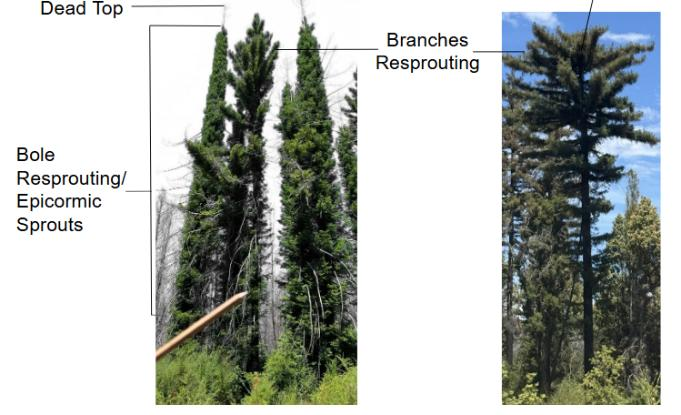 Dead Top
Branches
Resprouting
Bole
Resprouting/
Epicormic
Sprouts